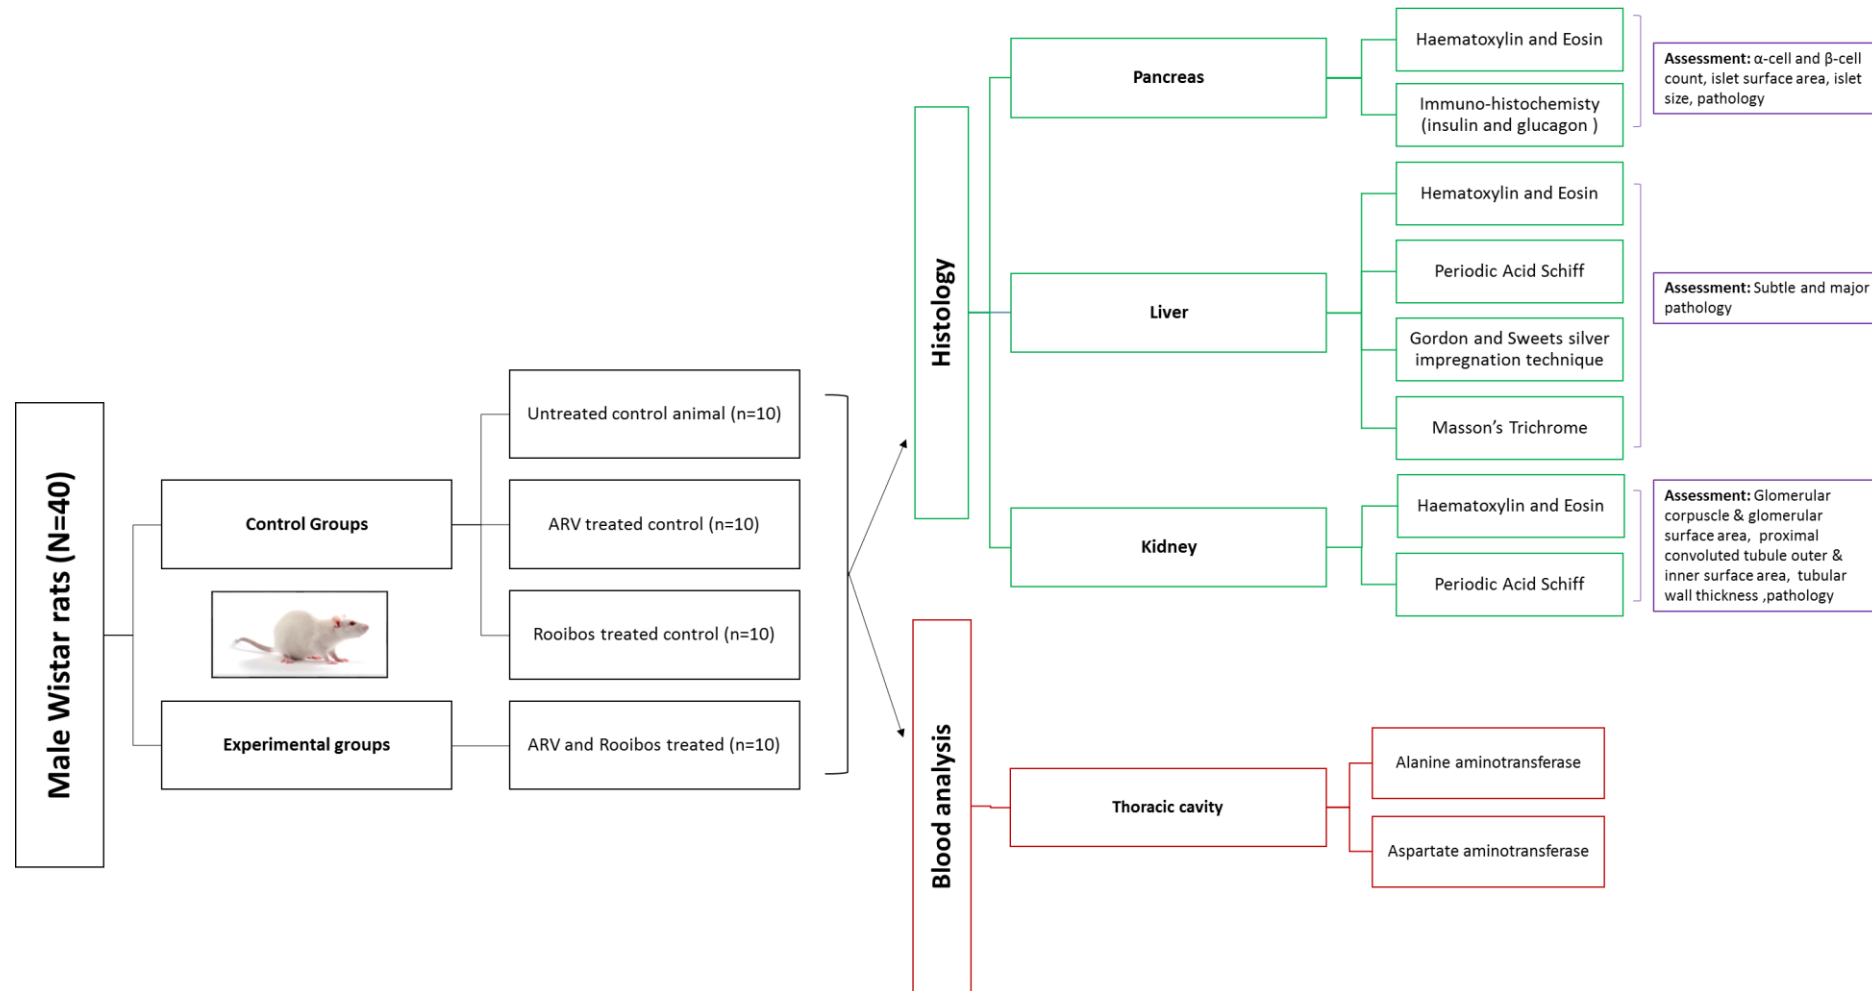 Male Wistar rats (N=40)
Control Groups
Experimental groups
Untreated control animal (n=10)
ARV treated control (n=10)
Rooibos treated control (n=10)
ARV and Rooibos treated (n=10)
Histology
Pancreas
Haematoxylin and Eosin
Immuno-histochemisty
(insulin and glucagon )
Assessment: α-cell and β-cell
count, islet surface area, islet
size, pathology
Liver
Hematoxylin and Eosin
Periodic Acid Schiff
Gordon and Sweets silver
impregnation technique
Masson’s Trichrome
Assessment: Subtle and major
pathology
Kidney
Haematoxylin and Eosin
Periodic Acid Schiff
Assessment: Glomerular
corpuscle & glomerular
surface area, proximal
convoluted tubule outer &
inner surface area, tubular
wall thickness ,pathology
Blood analysis
Thoracic cavity
Alanine aminotransferase
Aspartate aminotransferase